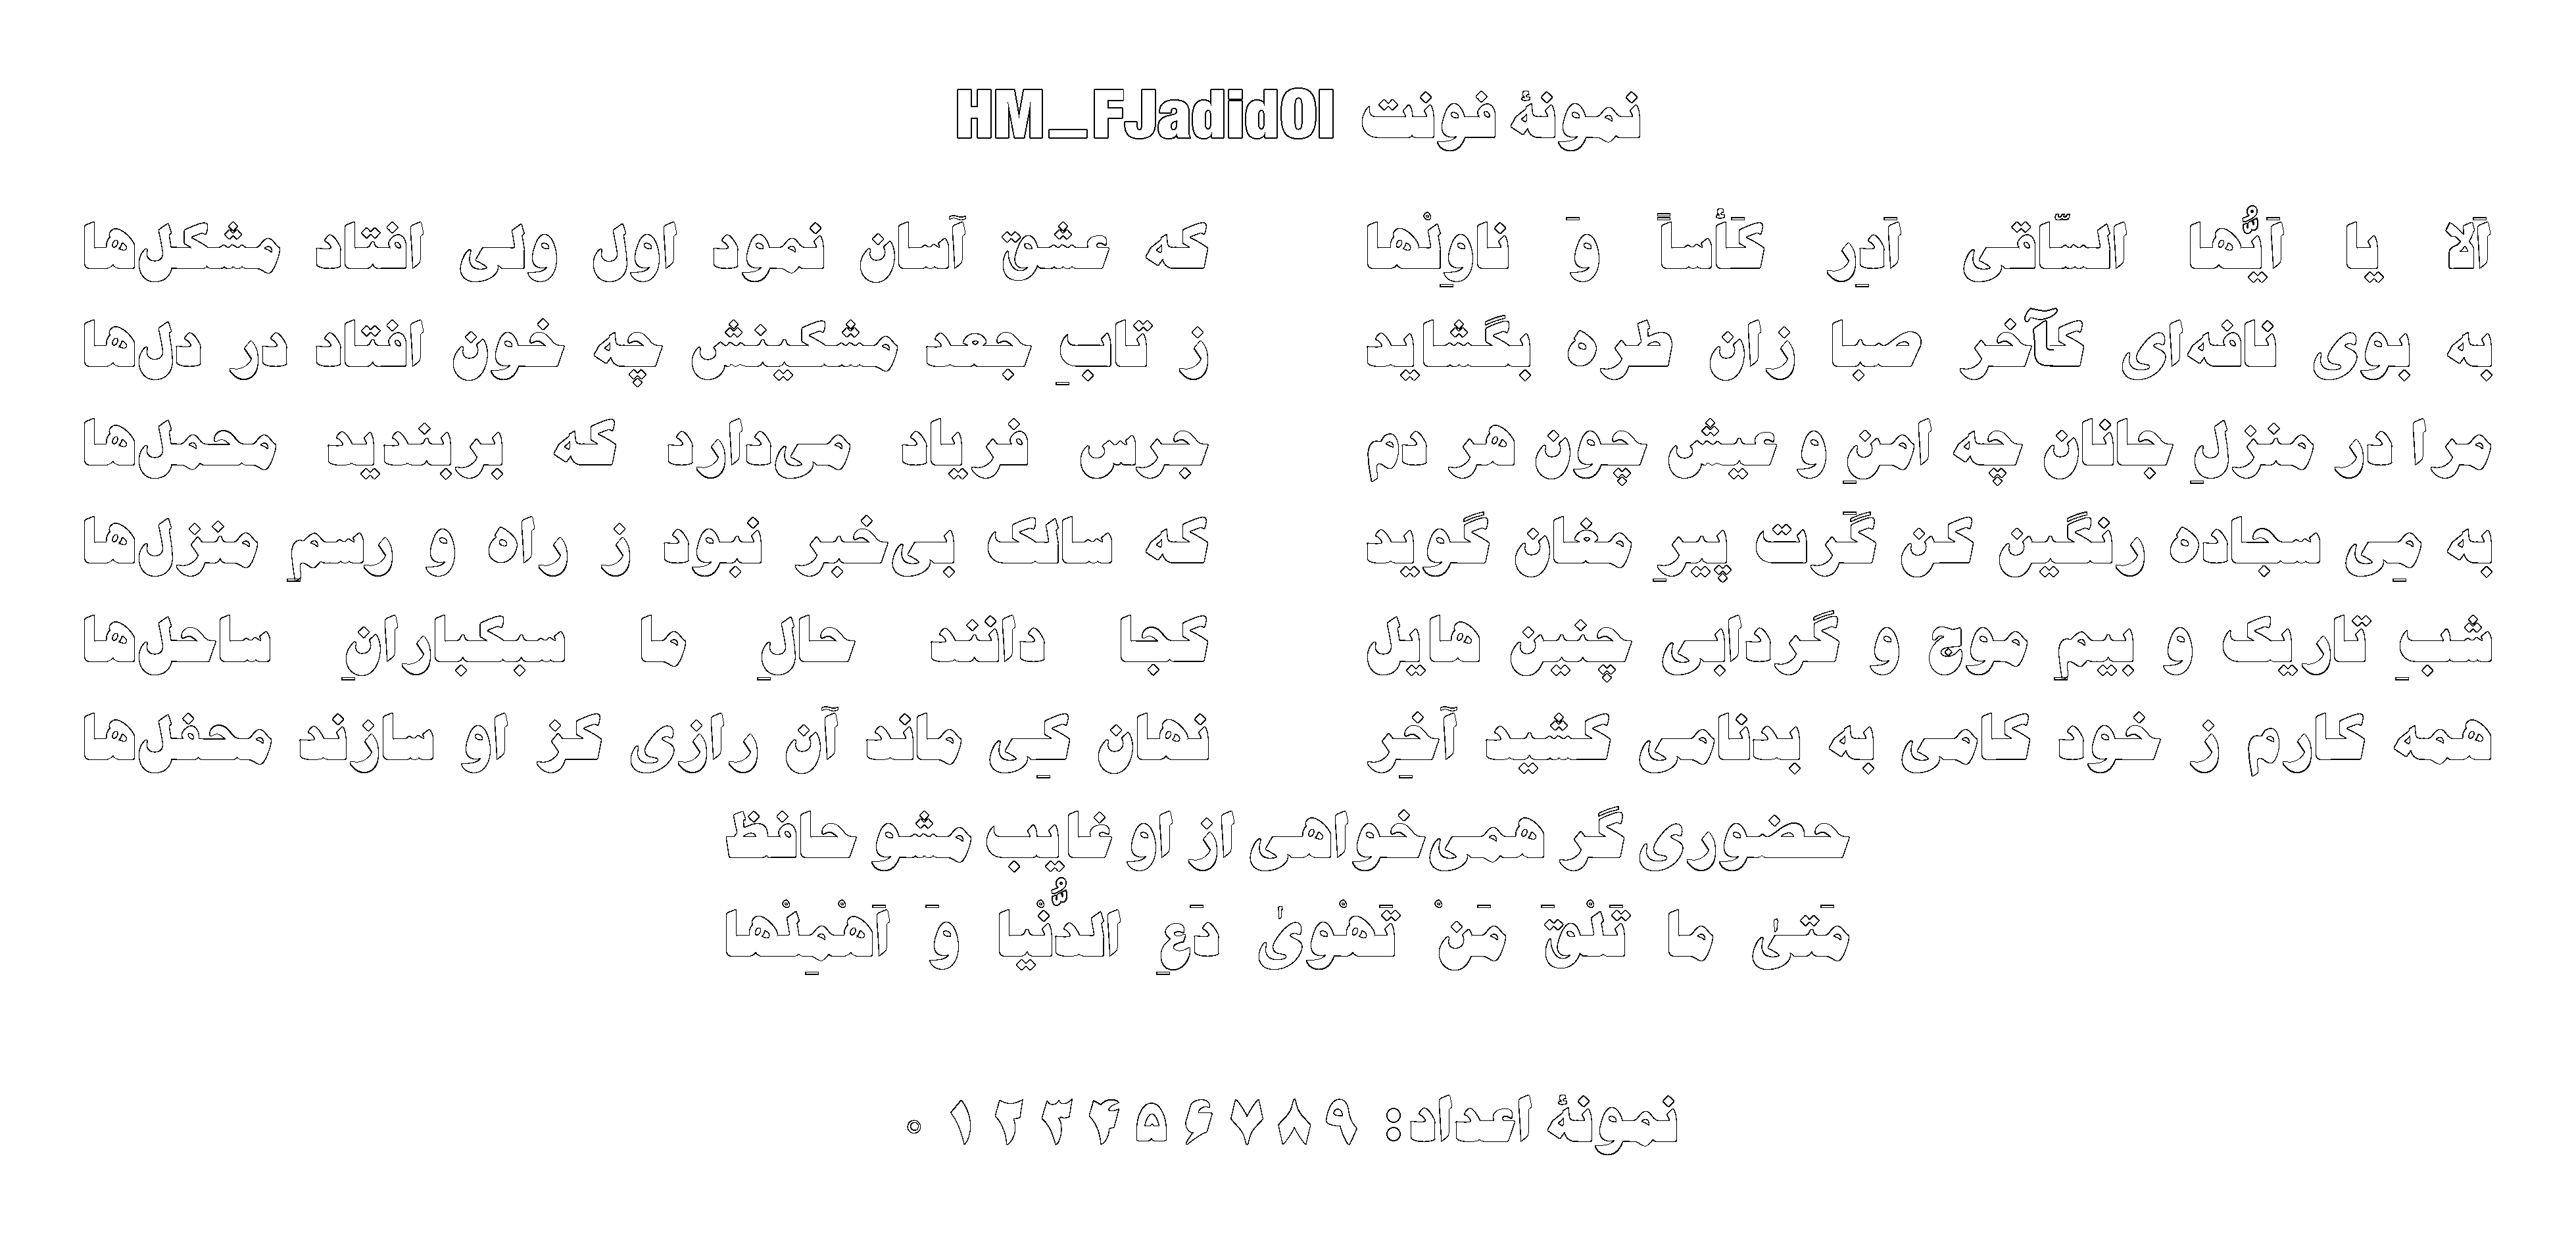 نمونهٔ فونت HM_FJadidOl
اَلا یا اَیُّها السّاقی اَدِر کَأساً وَ ناوِلْها که عشق آسان نمود اول ولی افتاد مشکل‌ها
به بوی نافه‌ای کآخر صبا زان طره بگشاید ز تابِ جعد مشکینش چه خون افتاد در دل‌ها
مرا در منزلِ جانان چه امنِ و عیش چون هر دم جرس فریاد می‌دارد که بربندید محمل‌ها
به مِی سجاده رنگین کن گَرت پیرِ مغان گوید که سالک بی‌خبر نبود ز راه و رسمِ منزل‌ها
شبِ تاریک و بیمِ موج و گردابی چنین هایل کجا دانند حالِ ما سبکبارانِ ساحل‌ها
همه کارم ز خود کامی به بدنامی کشید آخِر نهان کِی ماند آن رازی کز او سازند محفل‌ها
حضوری گر همی‌خواهی از او غایب مشو حافظ
مَتیٰ ما تَلْقَ مَنْ تَهْویٰ دَعِ الدُّنْیا وَ اَهْمِلْها
نمونهٔ اعداد: ۹ ۸ ۷ ۶ ۵ ۴ ۳ ۲ ۱ ۰